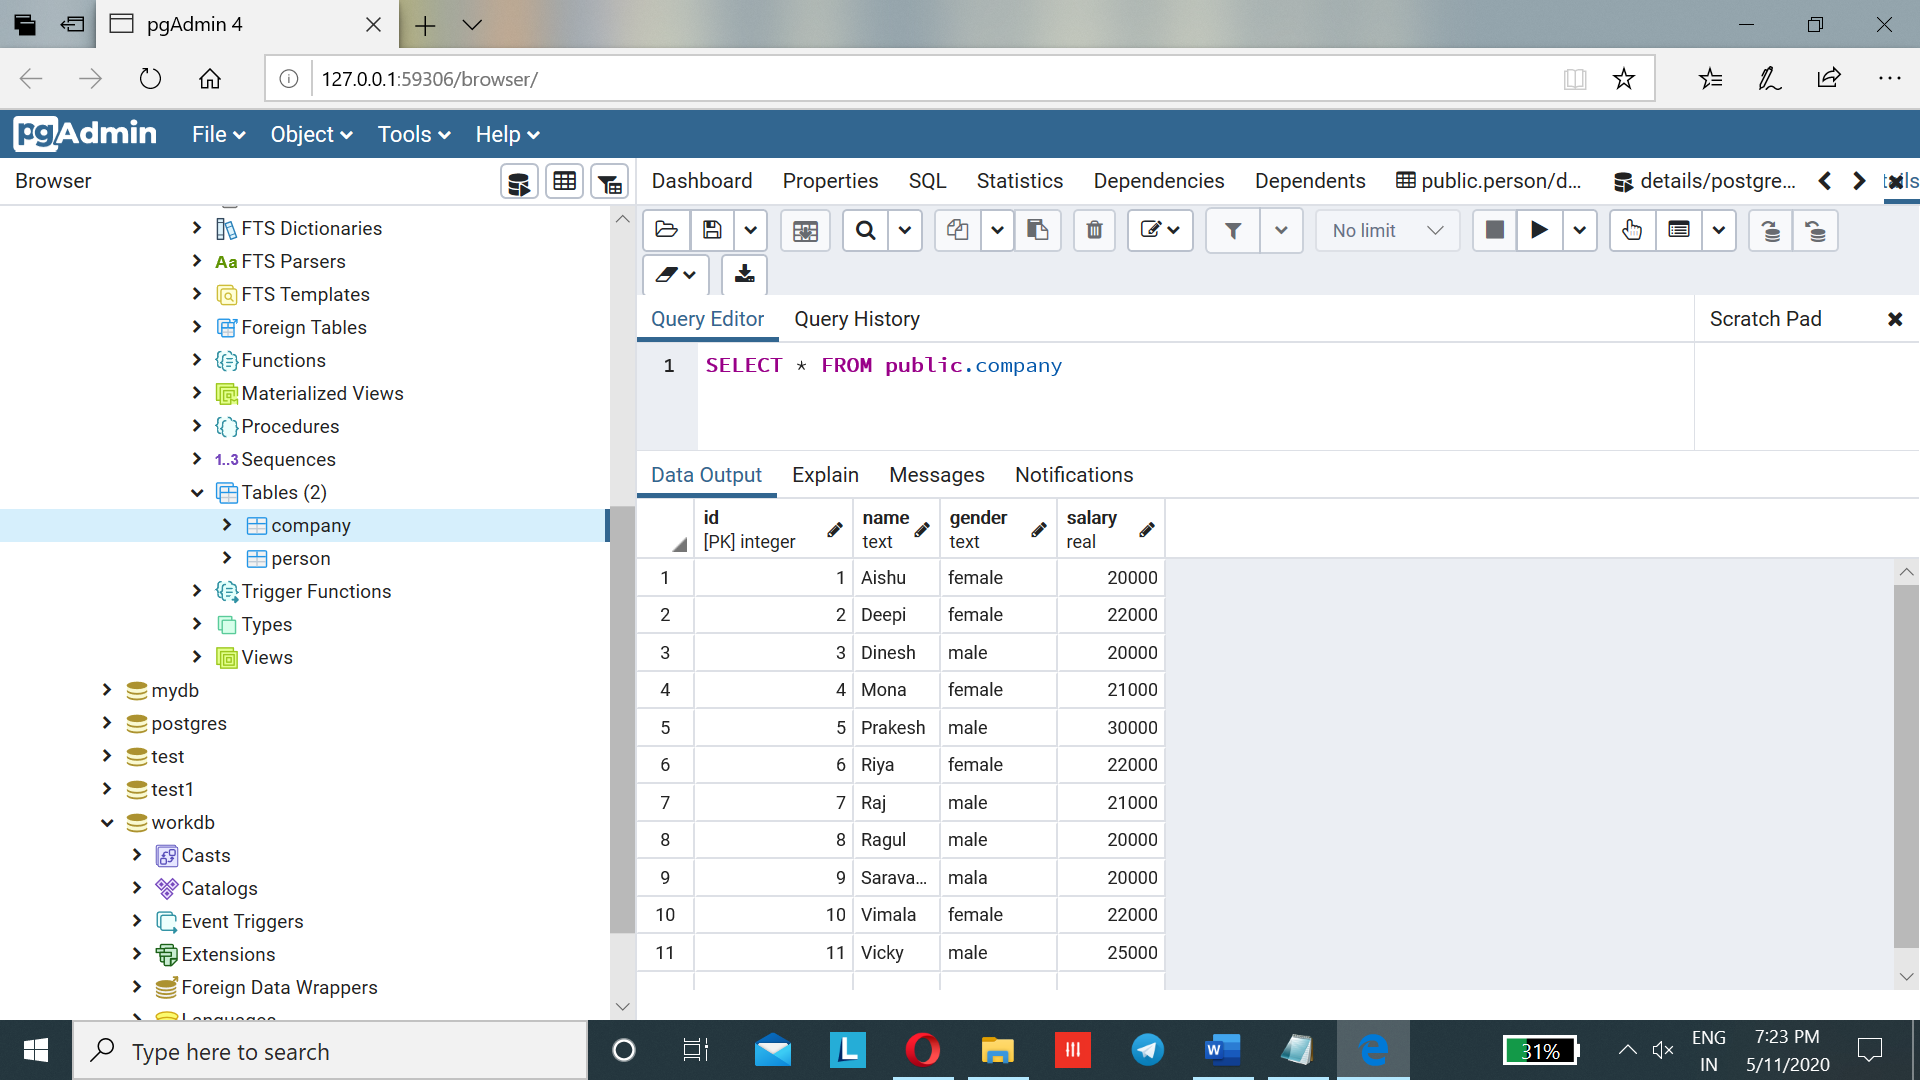 pgAdmin 4
127.0.0.1:59306/browser/
pgAdmin File Object Tools Help
Browser
Dashboard Properties SQL Statistics Dependencies Dependents public.person/d... details/postgre...
FTS Dictionaries
Aa FTS Parsers
FTS Templates
Foreign Tables
Functions
Materialized Views
Procedures
1..3 Sequences
Tables (2)
company
person
Trigger Functions
Types
Views
mydb
postgres
test
test1
workdb
Casts
Catalogs
Event Triggers
Extensions
Foreign Data Wrappers
Languages
No limit
Query Editor Query History
Scratch Pad
1 SELECT * FROM public.company
Data Output Explain Messages Notifications
id name gender salary
[PK] integer text text real
1 1 Aishu female 20000
2 2 Deepi female 22000
3 3 Dinesh male 20000
4 4 Mona female 21000
5 5 Prakesh male 30000
6 6 Riya female 22000
7 7 Raj male 21000
8 8 Ragul male 20000
9 9 Sarava... mala 20000
10 10 Vimala female 22000
11 11 Vicky male 25000
Type here to search
L
W
31%
ENG
IN
7:23 PM
5/11/2020